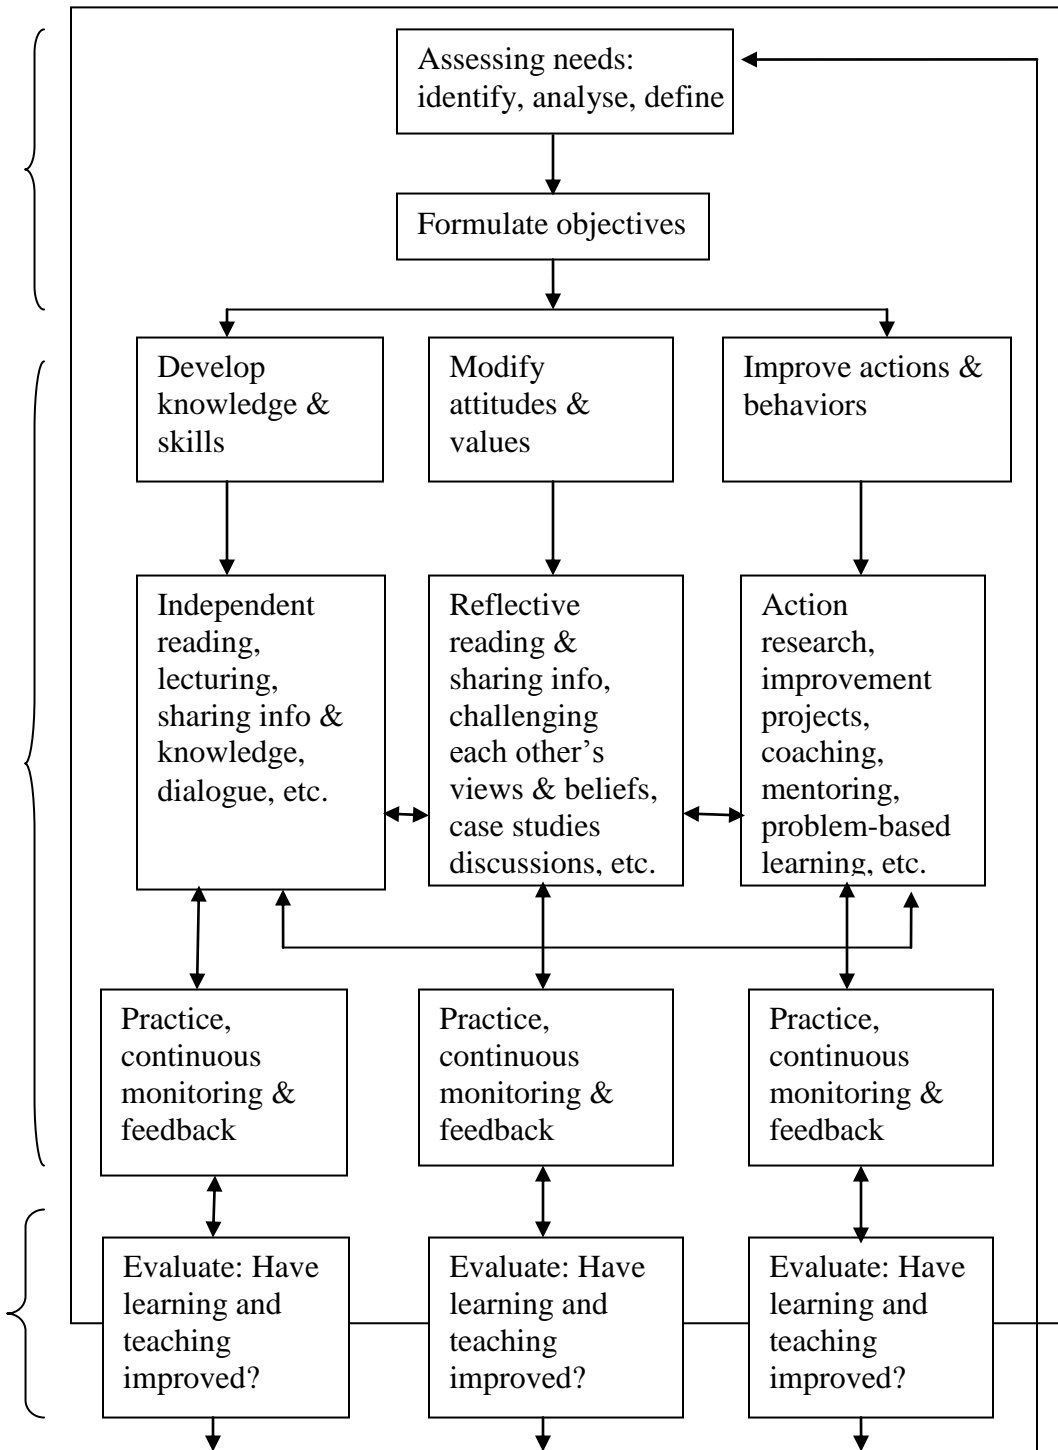 Assessing needs:
identify, analyse, define
Formulate objectives
Develop
knowledge &
skills
Modify
attitudes &
values
Improve actions &
behaviors
Independent
reading,
lecturing,
sharing info &
knowledge,
dialogue, etc.
Reflective
reading &
sharing info,
challenging
each other’s
views & beliefs,
case studies
discussions, etc.
Action
research,
improvement
projects,
coaching,
mentoring,
problem-based
learning, etc.
Practice,
continuous
monitoring &
feedback
Practice,
continuous
monitoring &
feedback
Practice,
continuous
monitoring &
feedback
Evaluate: Have
learning and
teaching
improved?
Evaluate: Have
learning and
teaching
improved?
Evaluate: Have
learning and
teaching
improved?